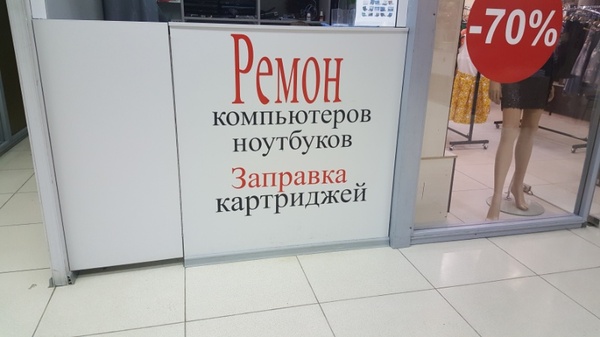 Ремон
компьютеров
ноутбуков
Заправка
картриджей
-70%